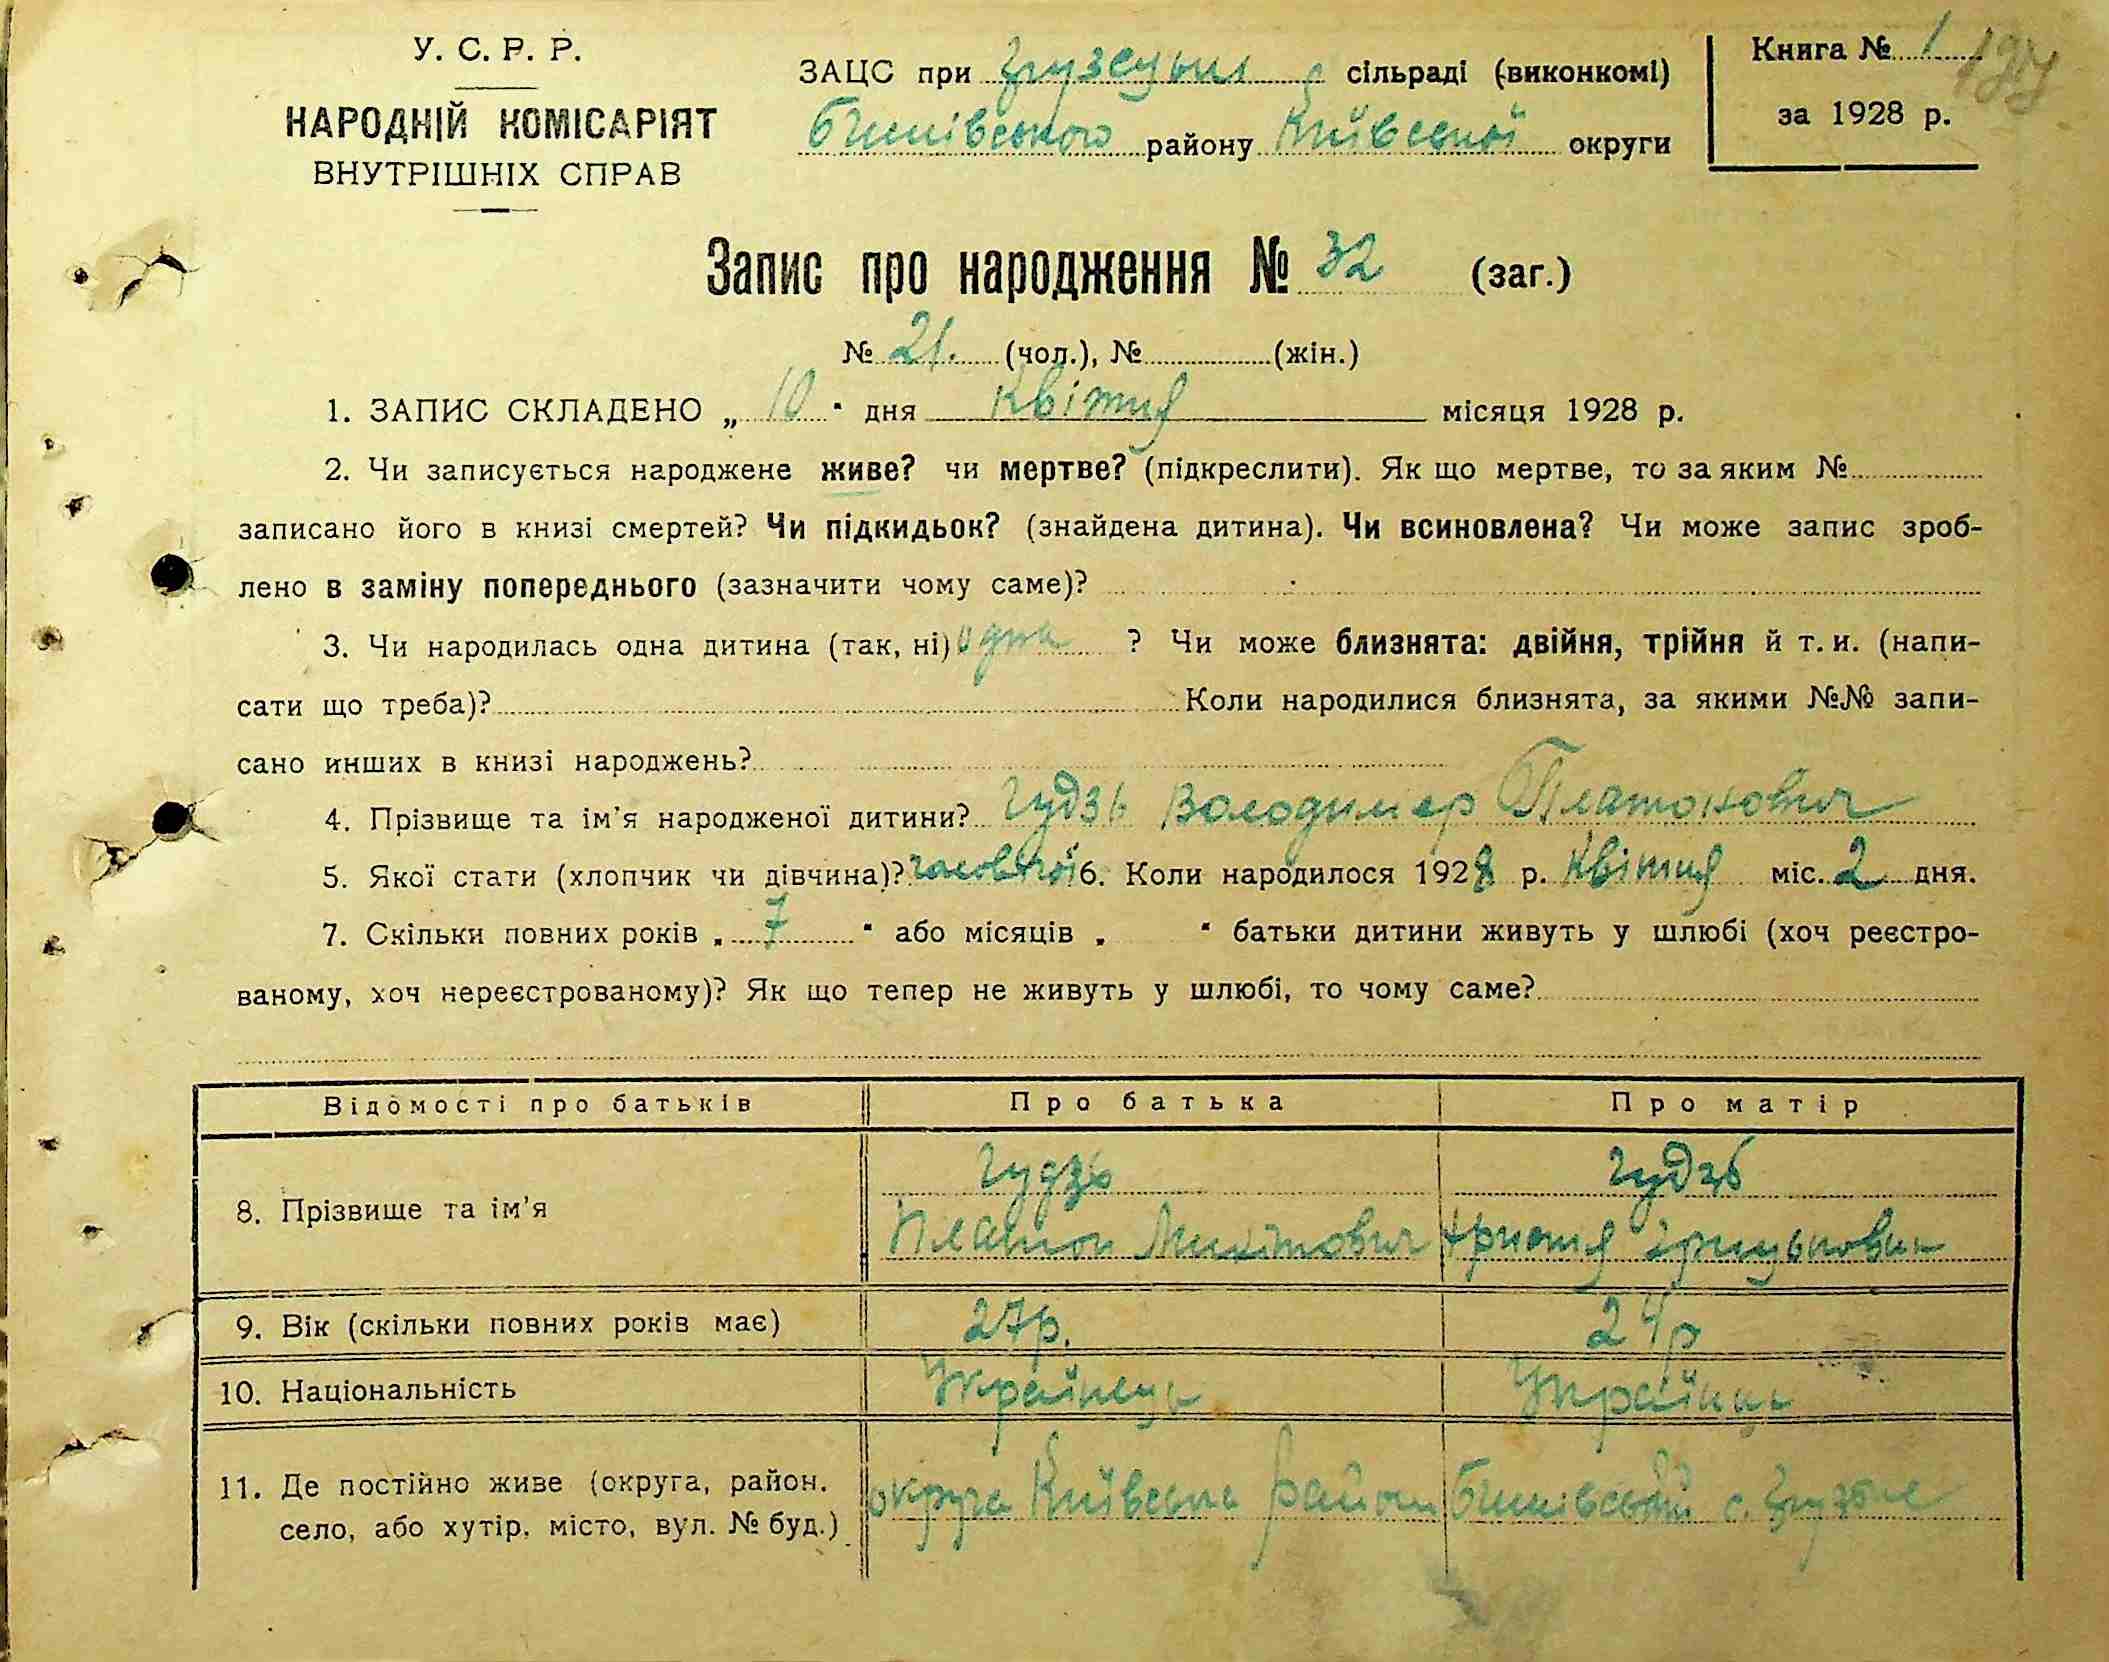 У. С. Р. Р.
НАРОДНІЙ КОМІСАРІЯТ
ВНУТРІШНІХ СПРАВ
ЗАЦС при сільраді (виконкомі)
району Київської округи
Книга № 1
за 1928 р.
Запис про народження № 32 (заг.)
№ 21. (чол.), № (жін.)
1. ЗАПИС СКЛАДЕНО „ 10 " дня Квітня місяця 1928 р.
2. Чи записується народжене живе? чи мертве? (підкреслити). Як що мертве, то за яким №
записано його в книзі смертей? Чи підкидьок? (знайдена дитина). Чи всиновлена? Чи може запис зроб-
лено в заміну попереднього (зазначити чому саме)?
3. Чи народилась одна дитина (так, ні) одна ? Чи може близнята: двійня, трійня й т. и. (напи-
сати що треба)? Коли народилися близнята, за якими №№ запи-
сано инших в книзі народжень?
4. Прізвище та ім'я народженої дитини? Гудзь Володимер Платонович
5. Якої стати (хлопчик чи дівчина)? 6. Коли народилося 1928 р. Квітня міс. 2 дня.
7. Скільки повних років „ 7 " або місяців „ " батьки дитини живуть у шлюбі (хоч реєстро-
ваному, хоч нереєстрованому)? Як що тепер не живуть у шлюбі, то чому саме?
Відомості про батьків Про батька Про матір
Гудзь Гудзь
8. Прізвище та ім'я
Платон Микитович Христя
9. Вік (скільки повних років має) 27р. 24р
10. Національність Українець Українка
11. Де постійно живе (округа, район, округа Київська район с.
село, або хутір, місто, вул. № буд.)